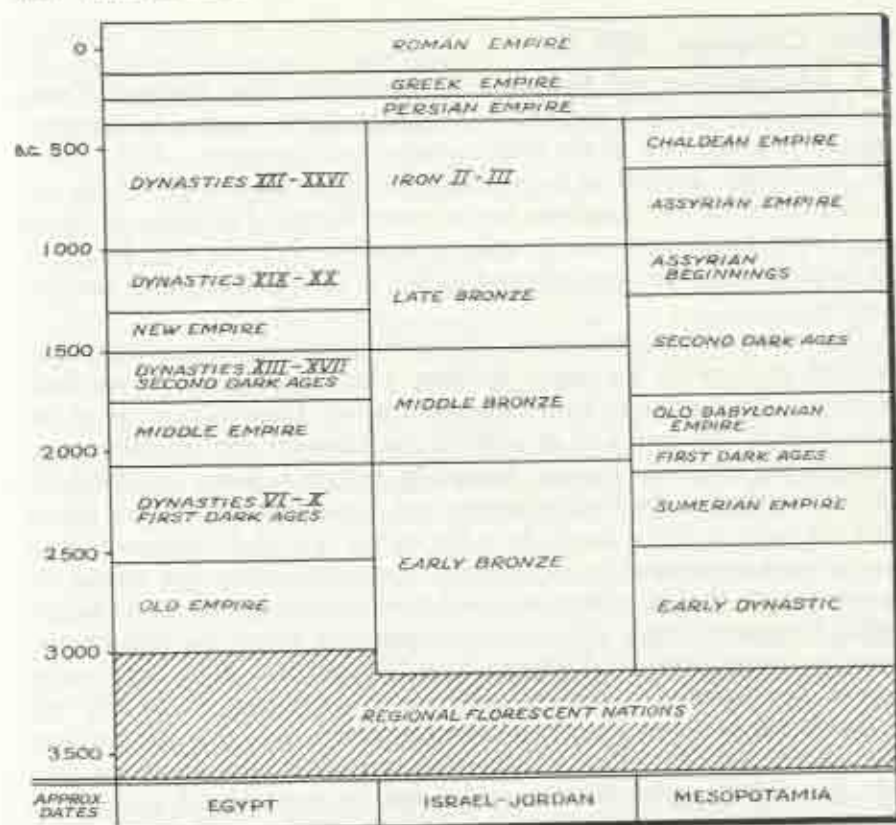 0
ROMAN EMPIRE
GREEK EMPIRE
PERSIAN EMPIRE
B.C. 500
CHALDEAN EMPIRE
DYNASTIES XXI-XXVI
IRON II-III
ASSYRIAN EMPIRE
1000
ASSYRIAN
BEGINNINGS
DYNASTIES XIX-XX
LATE BRONZE
NEW EMPIRE
SECOND DARK AGES
1500
DYNASTIES XIII-XVII
SECOND DARK AGES
MIDDLE BRONZE
OLD BABYLONIAN
EMPIRE
MIDDLE EMPIRE
2000
FIRST DARK AGES
DYNASTIES VI-X
FIRST DARK AGES
SUMERIAN EMPIRE
2500
EARLY BRONZE
OLD EMPIRE
EARLY DYNASTIC
3000
REGIONAL FLORESCENT NATIONS
3500
APPROX.
DATES
EGYPT
ISRAEL-JORDAN
MESOPOTAMIA